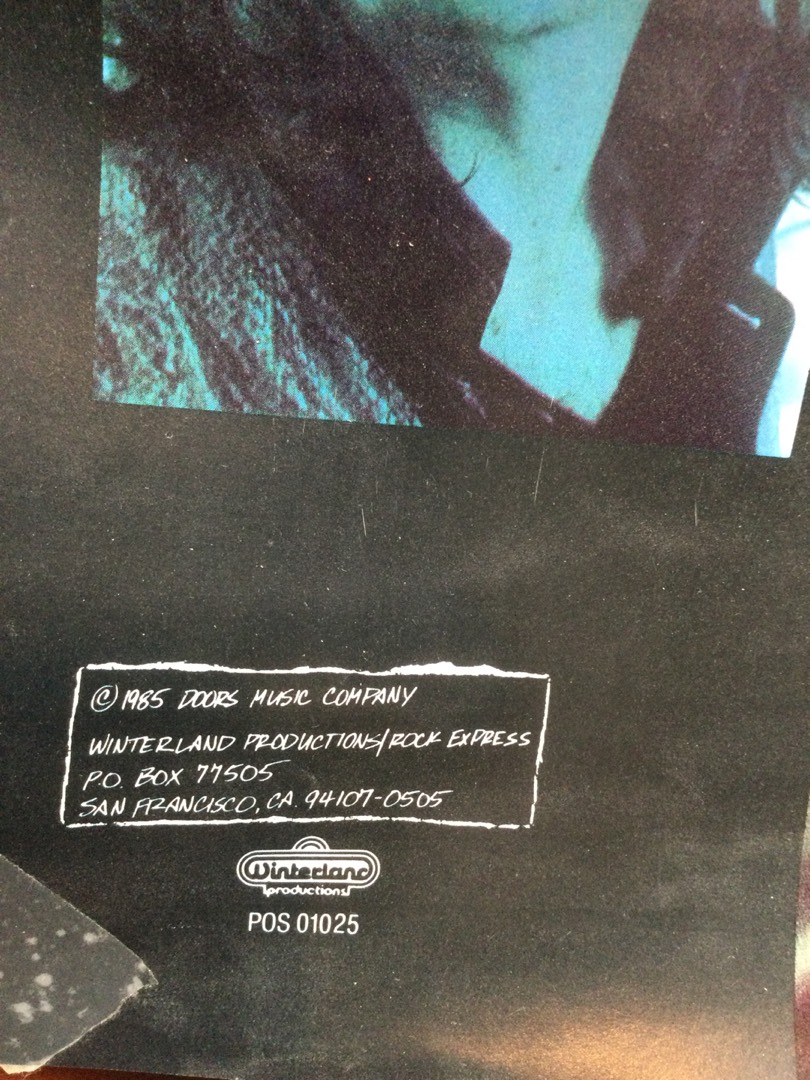 © 1985 DOORS MUSIC COMPANY
WINTERLAND PRODUCTIONS/ROCK EXPRESS
P.O. BOX 77505
SAN FRANCISCO, CA. 94107-0505
Winterland
productions
POS 01025